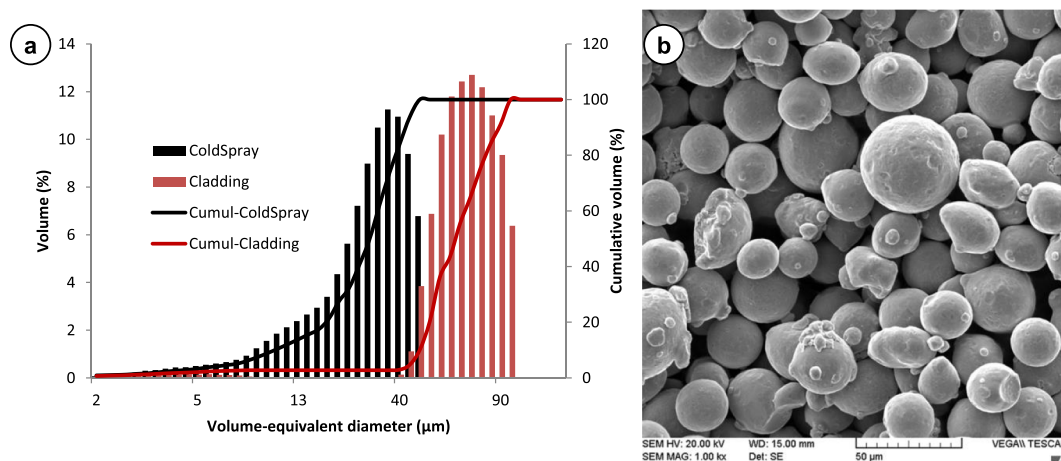 a
14
12
10
8
6
4
2
0
Volume (%)
ColdSpray
Cladding
Cumul-ColdSpray
Cumul-Cladding
120
100
80
60
40
20
0
Cumulative volume (%)
2 5 13 40 90
Volume-equivalent diameter (µm)
b
SEM HV: 20.00 kV WD: 15.00 mm VEGA\\ TESCA
SEM MAG: 1.00 kx Det: SE 50 µm